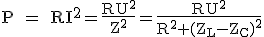 P = RI² = RU²/Z² = RU²/(R² + (Z_L − Z_C)²)